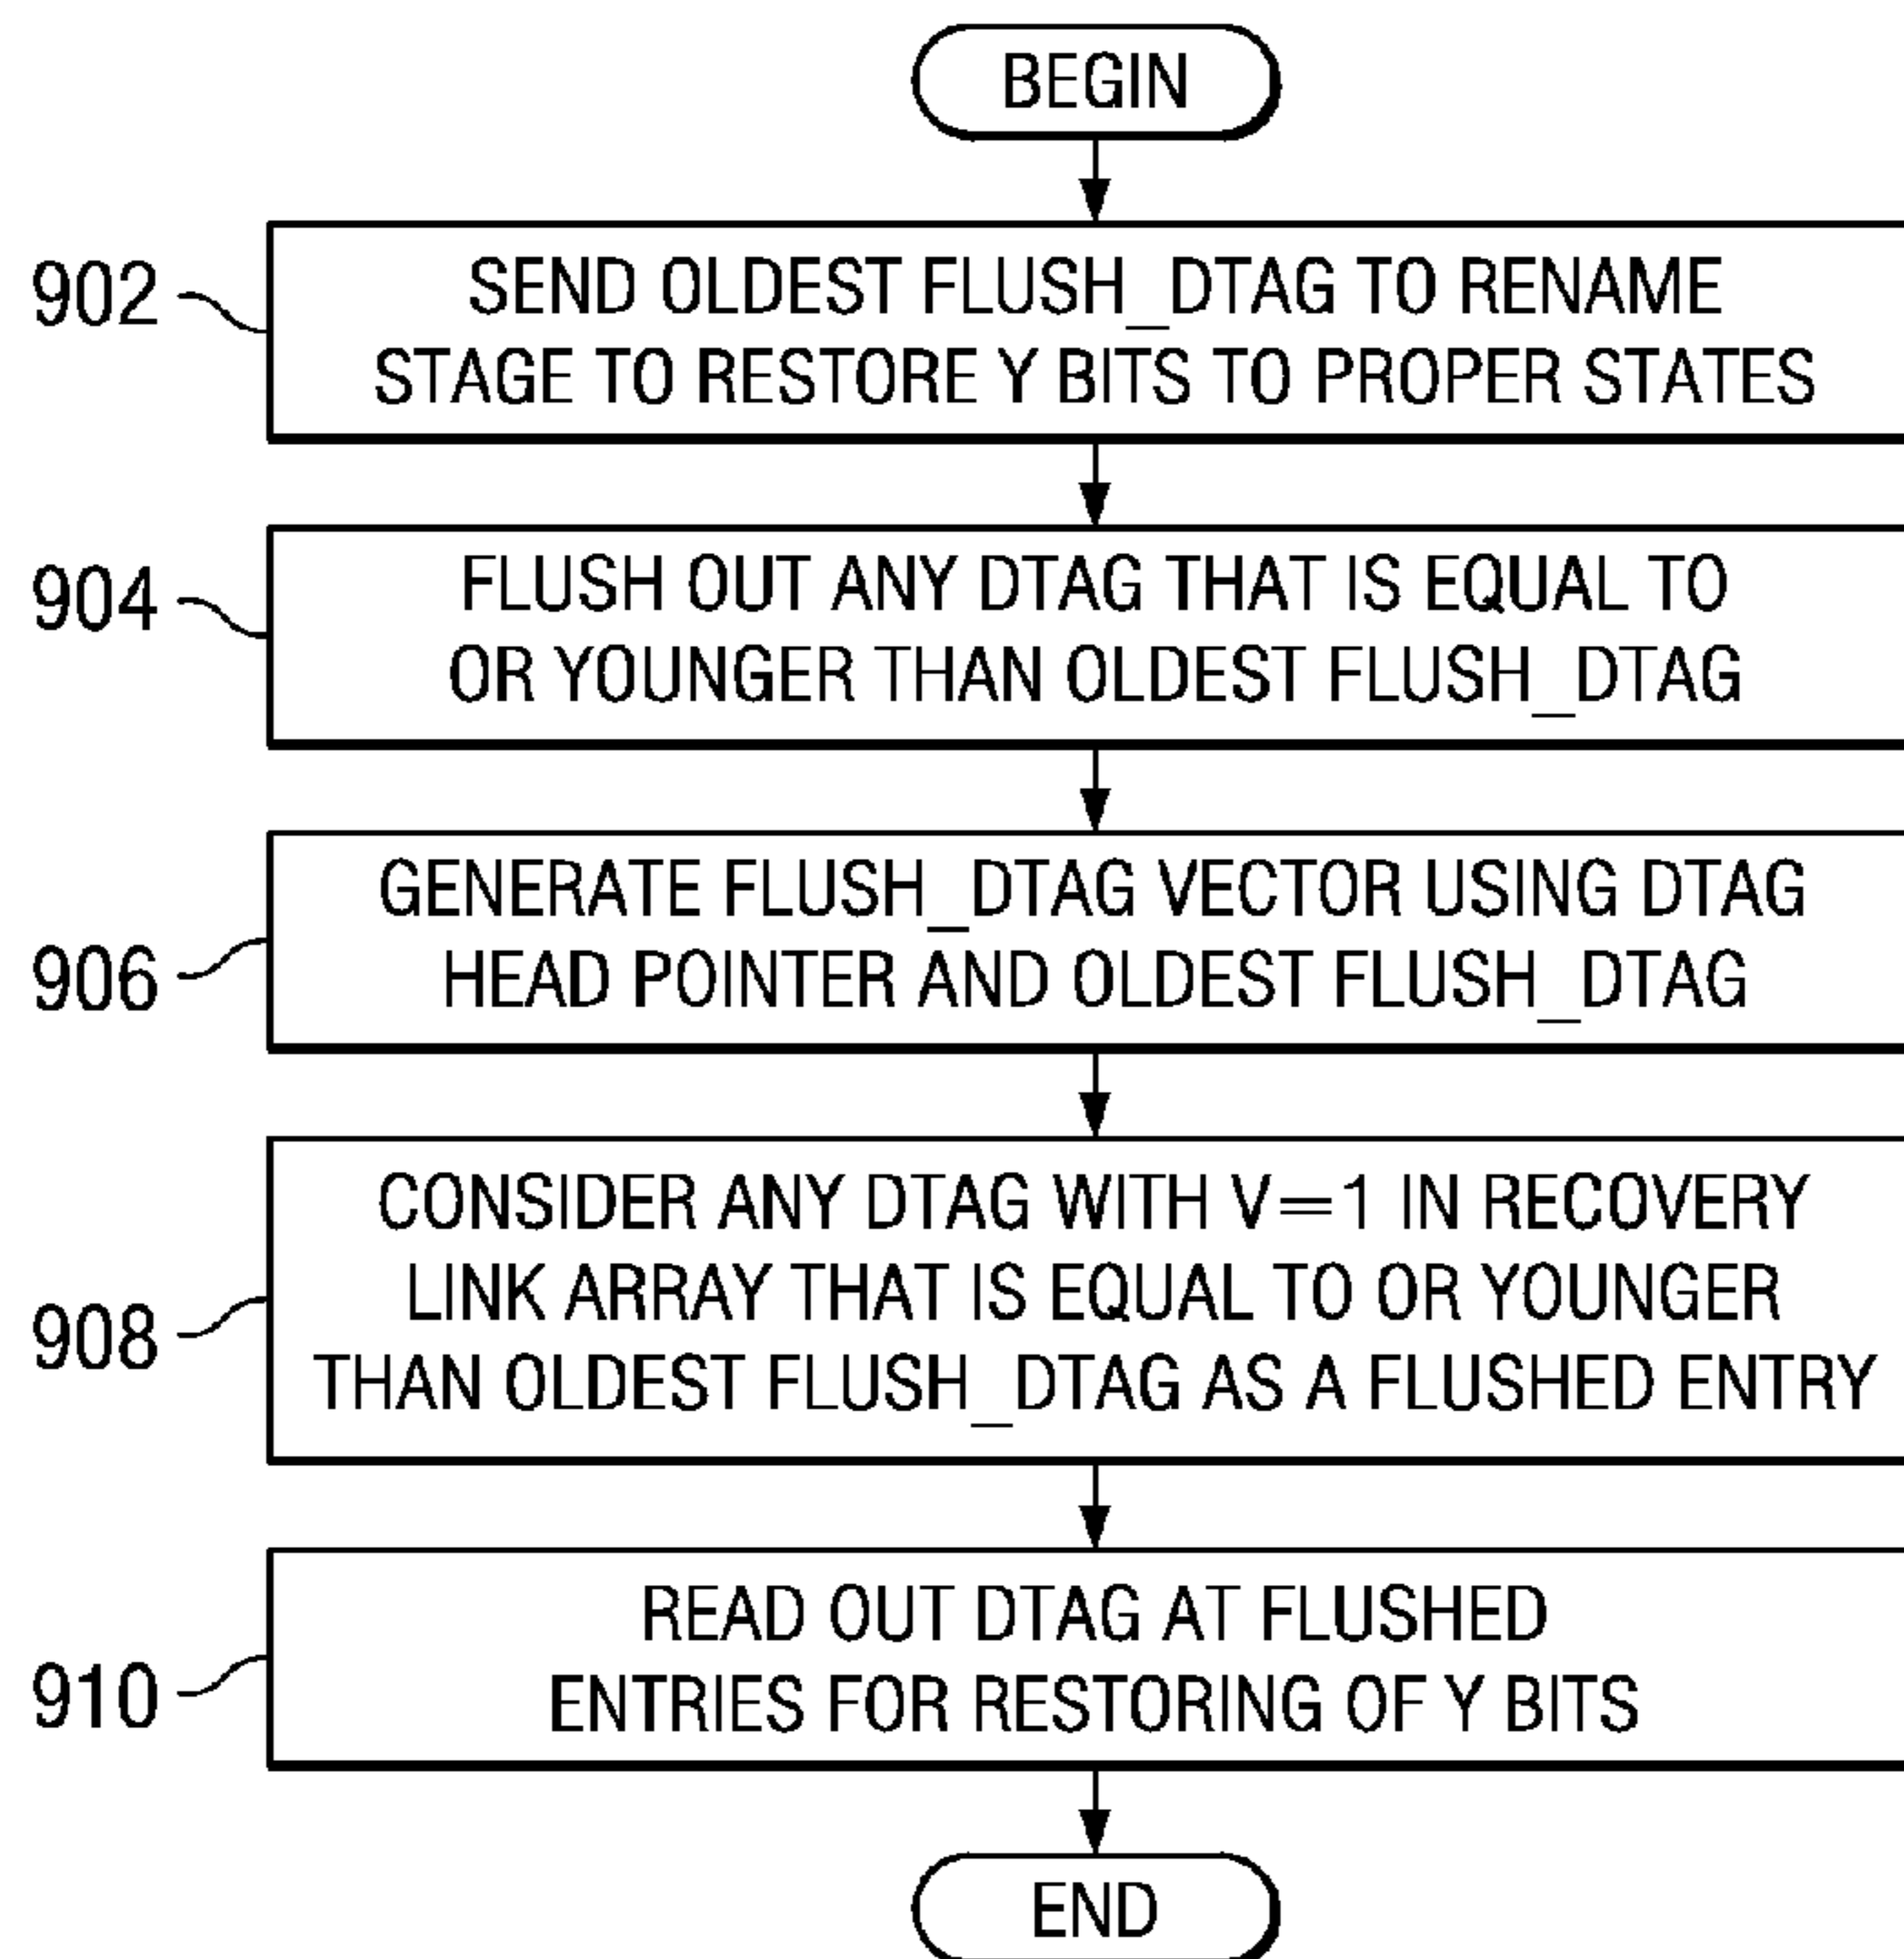 BEGIN
902
SEND OLDEST FLUSH_DTAG TO RENAME
STAGE TO RESTORE Y BITS TO PROPER STATES
904
FLUSH OUT ANY DTAG THAT IS EQUAL TO
OR YOUNGER THAN OLDEST FLUSH_DTAG
906
GENERATE FLUSH_DTAG VECTOR USING DTAG
HEAD POINTER AND OLDEST FLUSH_DTAG
908
CONSIDER ANY DTAG WITH V=1 IN RECOVERY
LINK ARRAY THAT IS EQUAL TO OR YOUNGER
THAN OLDEST FLUSH_DTAG AS A FLUSHED ENTRY
910
READ OUT DTAG AT FLUSHED
ENTRIES FOR RESTORING OF Y BITS
END